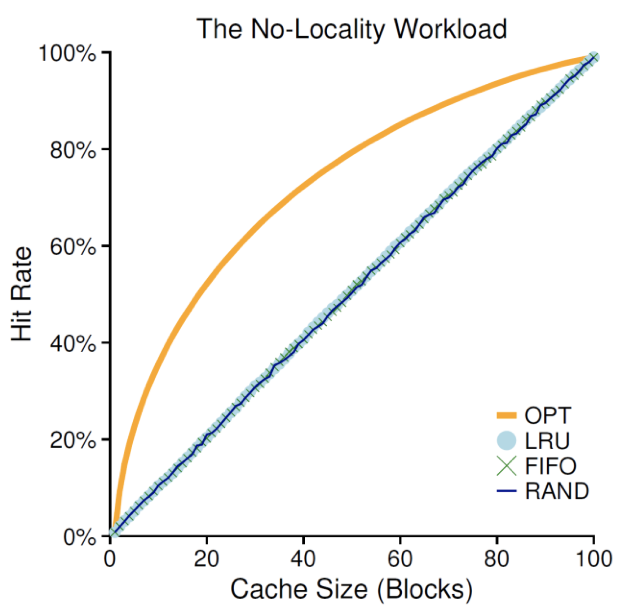 The No-Locality Workload
100%
80%
60%
40%
20%
0%
Hit Rate
0 20 40 60 80 100
Cache Size (Blocks)
OPT
LRU
FIFO
RAND